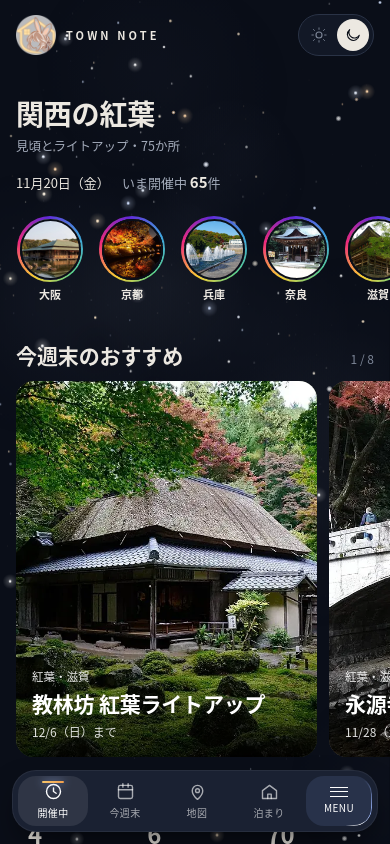 TOWN NOTE
関西の紅葉
見頃とライトアップ・75か所
11月20日（金） いま開催中 65件
大阪 京都 兵庫 奈良 滋賀
今週末のおすすめ 1 / 8
紅葉・滋賀
教林坊 紅葉ライトアップ
12/6（日）まで
紅葉・滋
永源
11/28（
開催中 今週末 地図 泊まり MENU